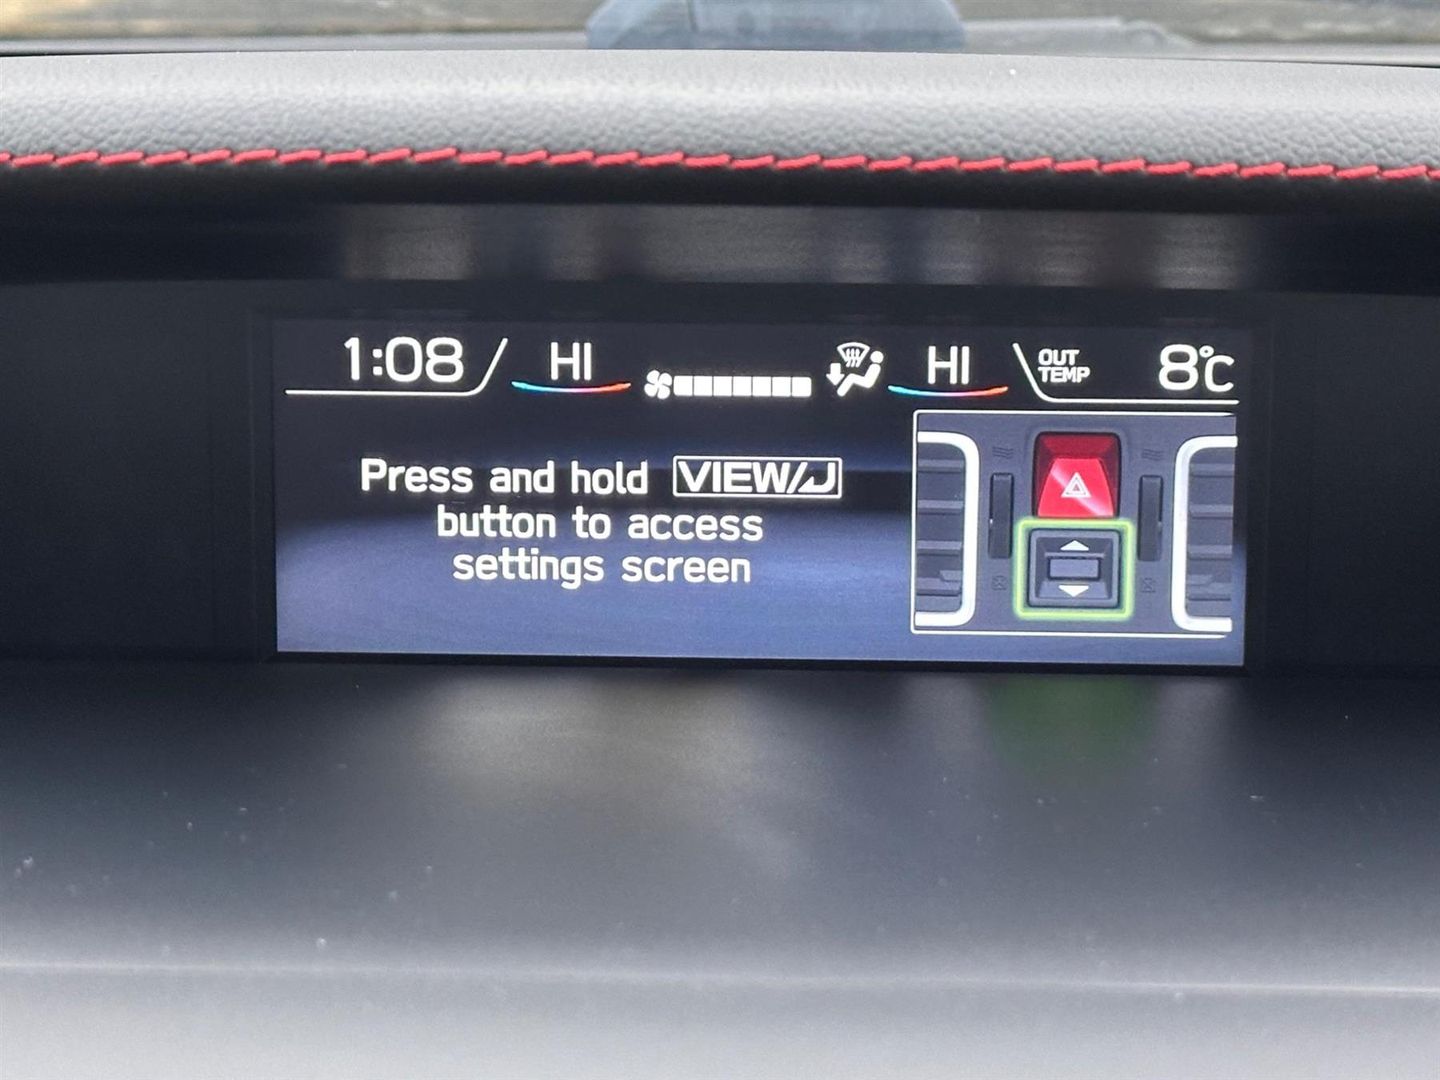 1:08 HI HI OUT TEMP 8°C
Press and hold VIEW/
button to access
settings screen